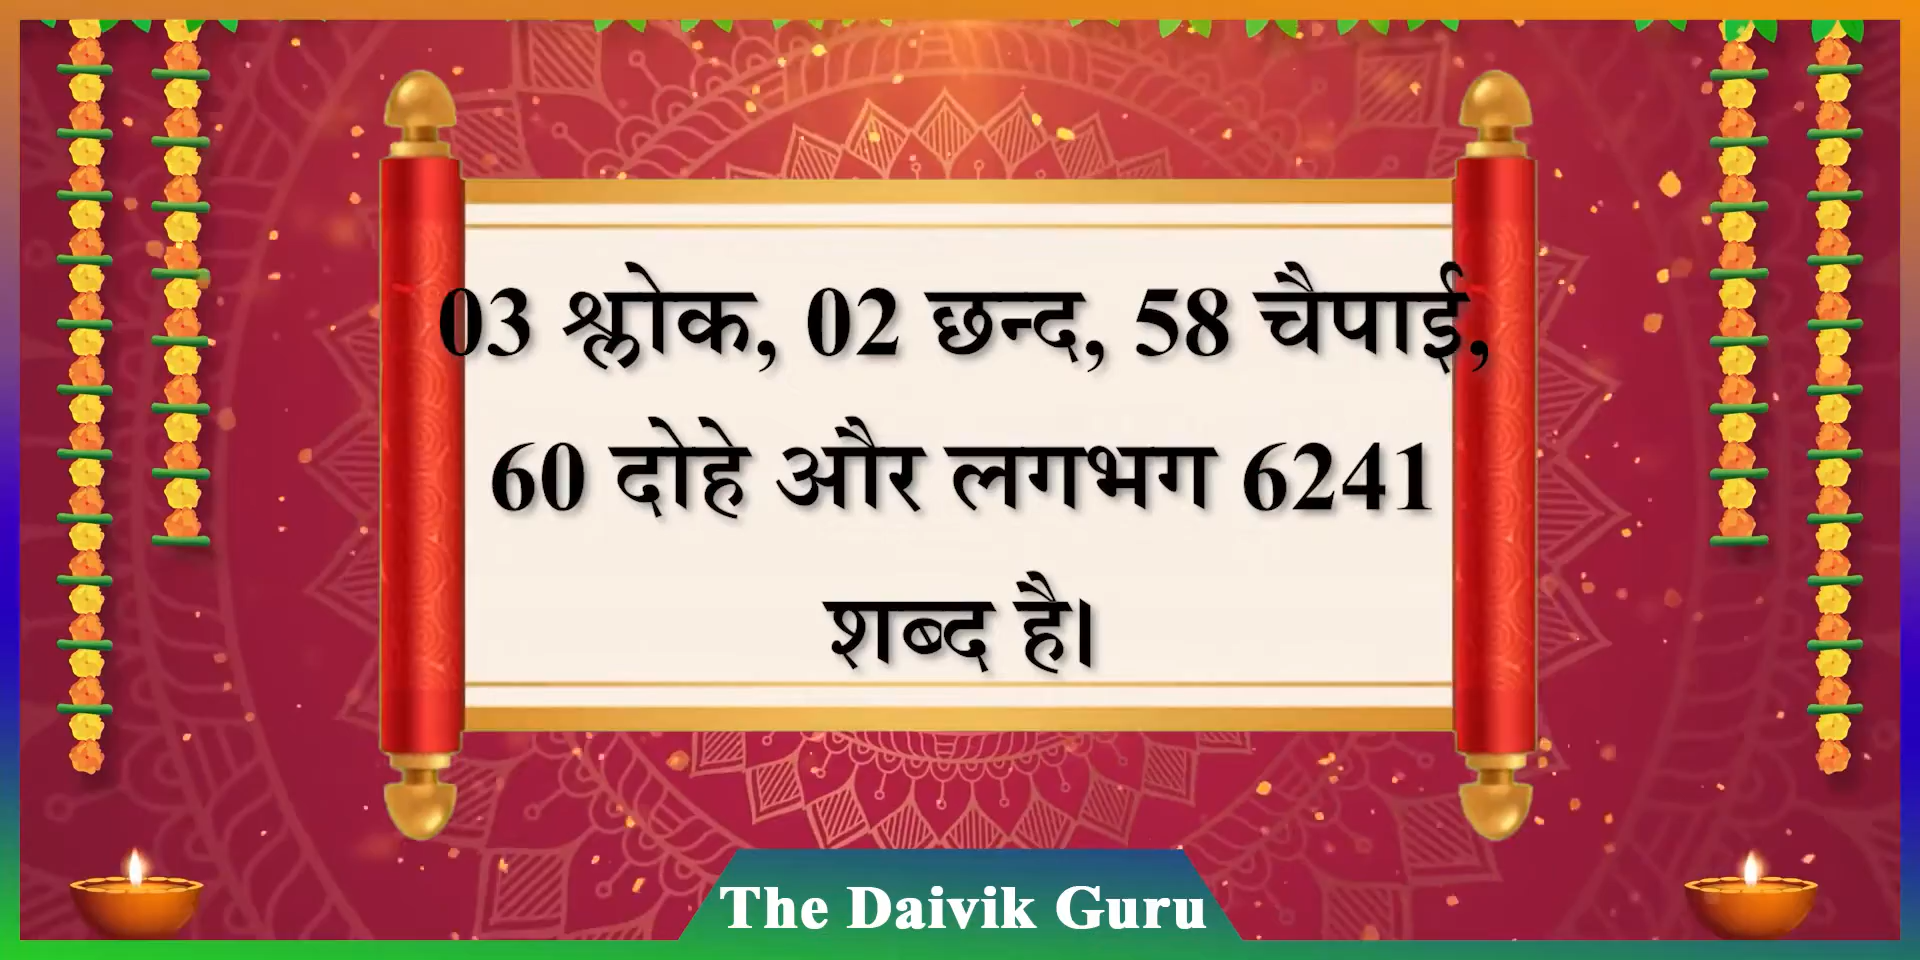 03 श्लोक, 02 छन्द, 58 चैपाई,
60 दोहे और लगभग 6241
शब्द है।
The Daivik Guru